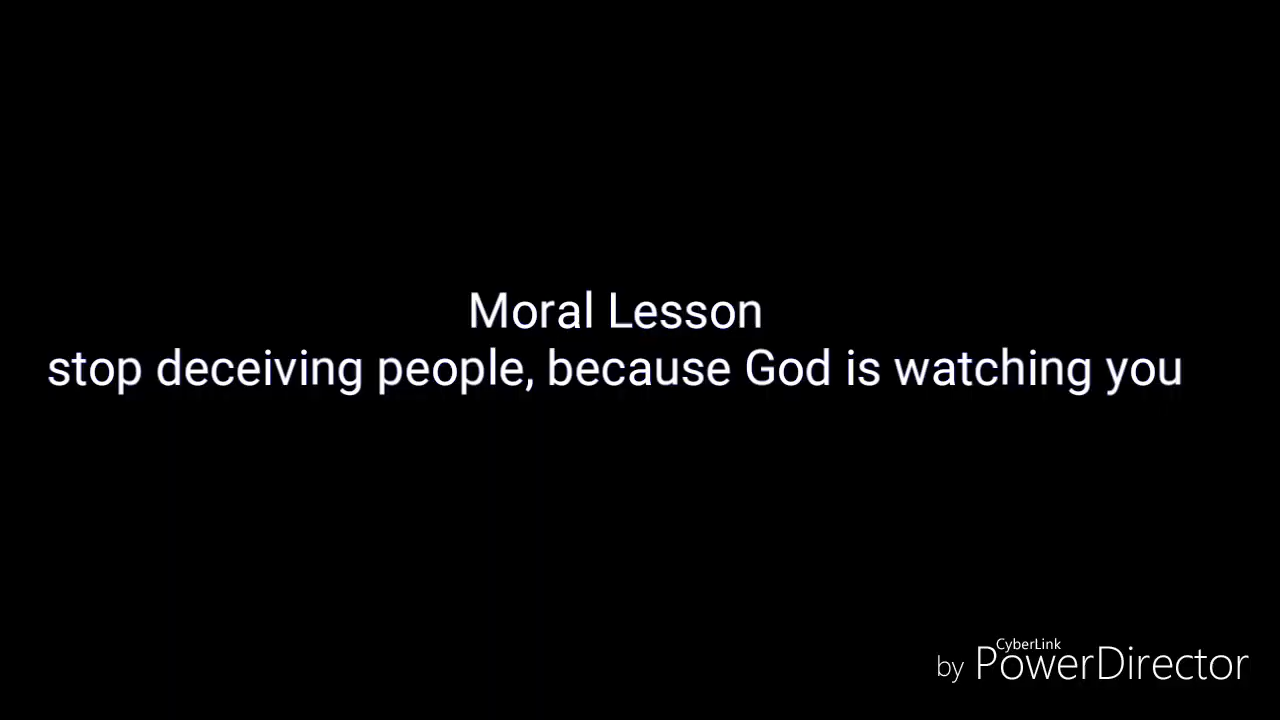 Moral Lesson
stop deceiving people, because God is watching you
CyberLink
by PowerDirector